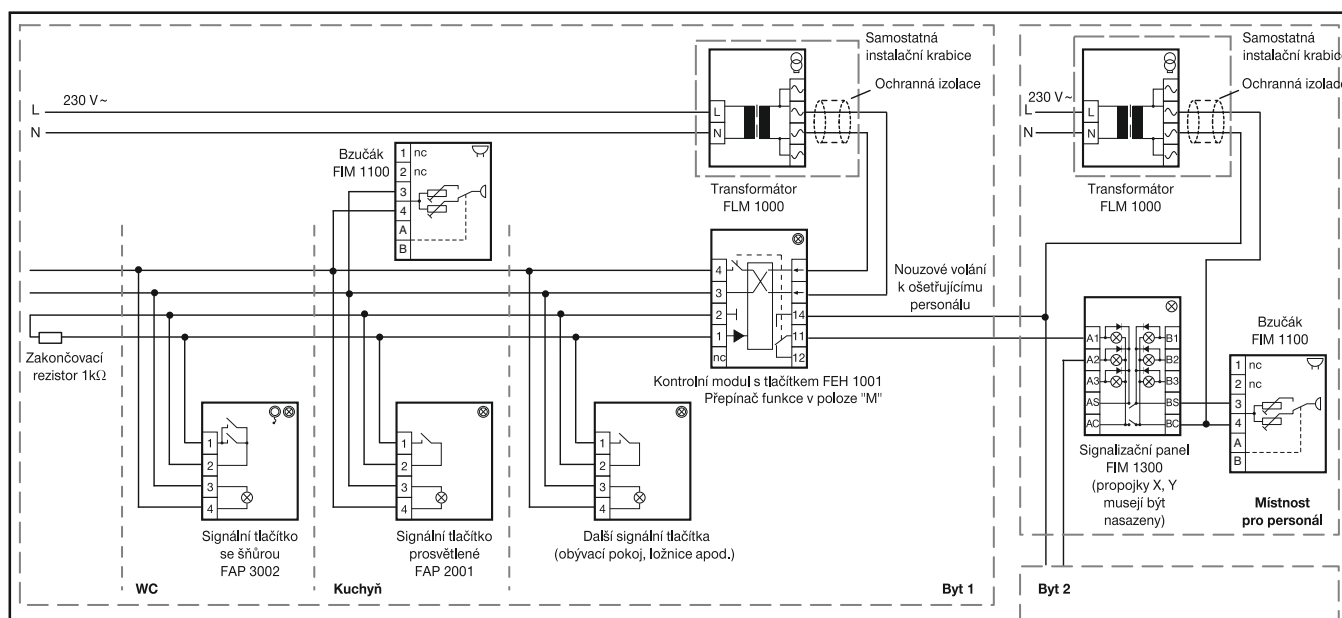 Samostatná
instalační krabice
Ochranná izolace
L
230 V~
N
L
N
Transformátor
FLM 1000
Bzučák
FIM 1100
1 nc
2 nc
3
4
A
B
4
3
2
1
nc
14
11
12
Nouzové volání
k ošetřujícímu
personálu
Kontrolní modul s tlačítkem FEH 1001
Přepínač funkce v poloze "M"
Zakončovací
rezistor 1kΩ
1
2
3
4
Signální tlačítko
se šňůrou
FAP 3002
WC
1
2
3
4
Signální tlačítko
prosvětlené
FAP 2001
Kuchyň
1
2
3
4
Další signální tlačítka
(obývací pokoj, ložnice apod.)
Byt 1
Samostatná
instalační krabice
Ochranná izolace
230 V~
L
N
L
N
Transformátor
FLM 1000
A1
A2
A3
AS
AC
B1
B2
B3
BS
BC
Signalizační panel
FIM 1300
(propojky X, Y
musejí být
nasazeny)
Bzučák
FIM 1100
1 nc
2 nc
3
4
A
B
Místnost
pro personál
Byt 2